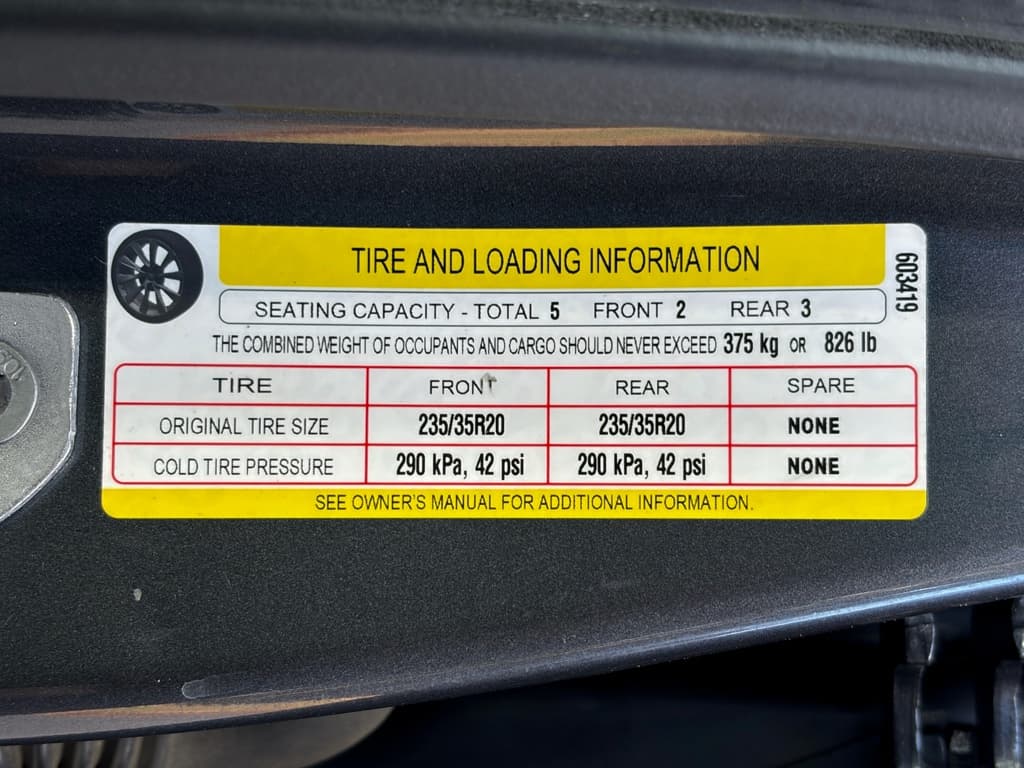 TIRE AND LOADING INFORMATION
603419
SEATING CAPACITY - TOTAL 5 FRONT 2 REAR 3
THE COMBINED WEIGHT OF OCCUPANTS AND CARGO SHOULD NEVER EXCEED 375 kg OR 826 lb
TIRE FRONT REAR SPARE
ORIGINAL TIRE SIZE 235/35R20 235/35R20 NONE
COLD TIRE PRESSURE 290 kPa, 42 psi 290 kPa, 42 psi NONE
SEE OWNER'S MANUAL FOR ADDITIONAL INFORMATION.